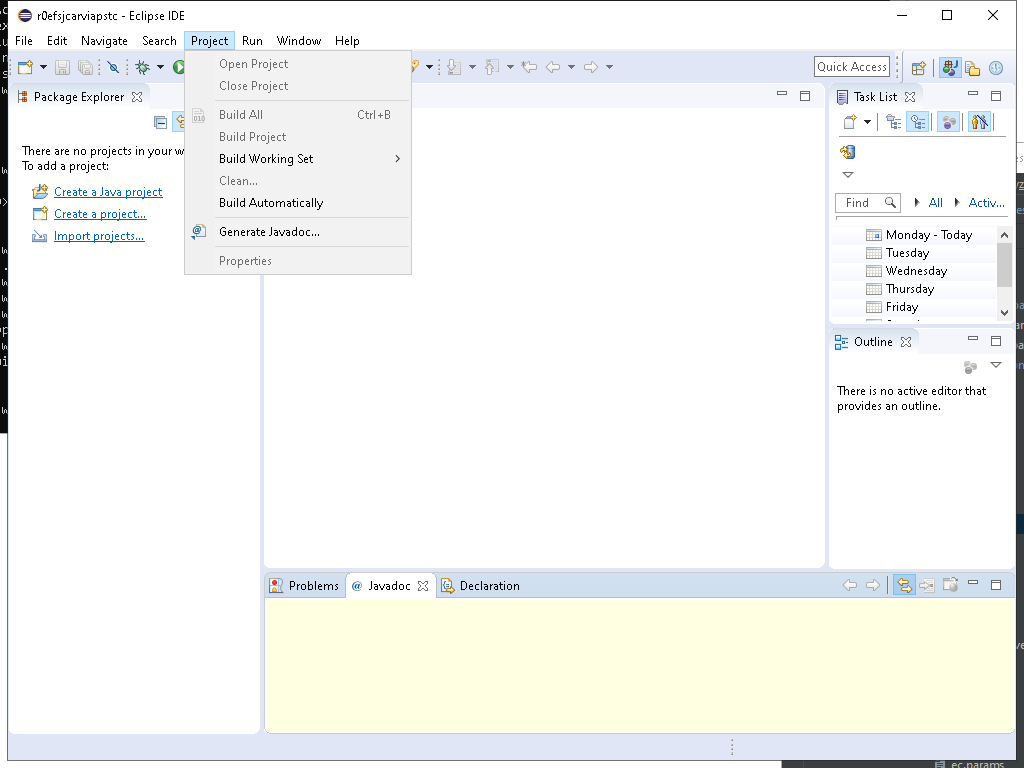 r0efsjcarviapstc - Eclipse IDE
File Edit Navigate Search Project Run Window Help
Quick Access
Open Project
Close Project
Build All Ctrl+B
Build Project
Build Working Set
Clean...
Build Automatically
Generate Javadoc...
Properties
Package Explorer
There are no projects in your w
To add a project:
Create a Java project
Create a project...
Import projects...
Task List
Find All Activ...
Monday - Today
Tuesday
Wednesday
Thursday
Friday
Outline
There is no active editor that
provides an outline.
Problems Javadoc Declaration
ec.params